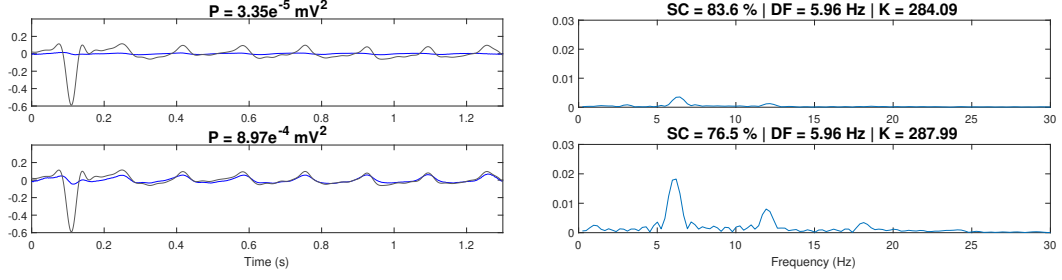 P = 3.35e-5 mV2
0.2
0
-0.2
-0.4
-0.6
0 0.2 0.4 0.6 0.8 1 1.2
SC = 83.6 % | DF = 5.96 Hz | K = 284.09
0.03
0.02
0.01
0
0 5 10 15 20 25 30
P = 8.97e-4 mV2
0.2
0
-0.2
-0.4
-0.6
0 0.2 0.4 0.6 0.8 1 1.2
Time (s)
SC = 76.5 % | DF = 5.96 Hz | K = 287.99
0.03
0.02
0.01
0
0 5 10 15 20 25 30
Frequency (Hz)